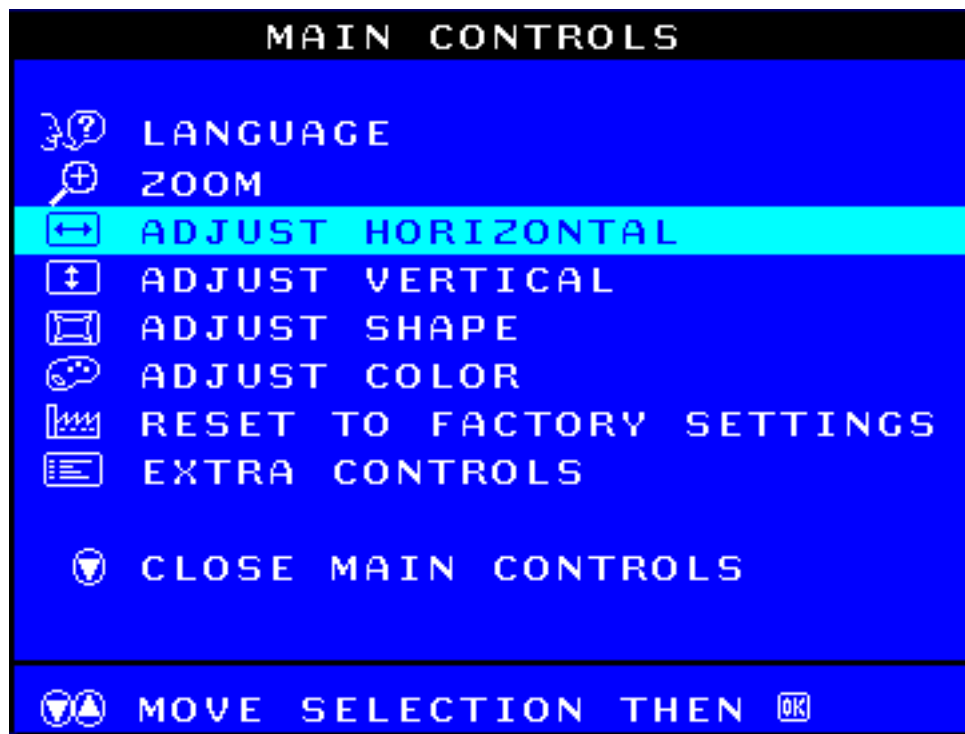 MAIN CONTROLS
LANGUAGE
ZOOM
ADJUST HORIZONTAL
ADJUST VERTICAL
ADJUST SHAPE
ADJUST COLOR
RESET TO FACTORY SETTINGS
EXTRA CONTROLS
CLOSE MAIN CONTROLS
MOVE SELECTION THEN OK